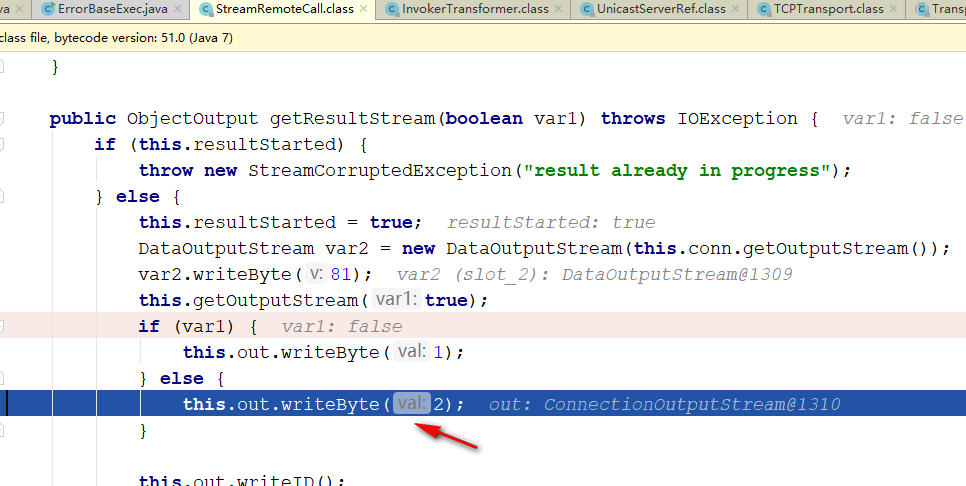 va ErrorBaseExec.java StreamRemoteCall.class InvokerTransformer.class UnicastServerRef.class TCPTransport.class Transp
class file, bytecode version: 51.0 (Java 7)
}
public ObjectOutput getResultStream(boolean var1) throws IOException { var1: false
if (this.resultStarted) {
throw new StreamCorruptedException("result already in progress");
} else {
this.resultStarted = true; resultStarted: true
DataOutputStream var2 = new DataOutputStream(this.conn.getOutputStream());
var2.writeByte( v: 81); var2 (slot_2): DataOutputStream@1309
this.getOutputStream( var1: true);
if (var1) { var1: false
this.out.writeByte( val: 1);
} else {
this.out.writeByte( val: 2); out: ConnectionOutputStream@1310
}
this.out.writeID();